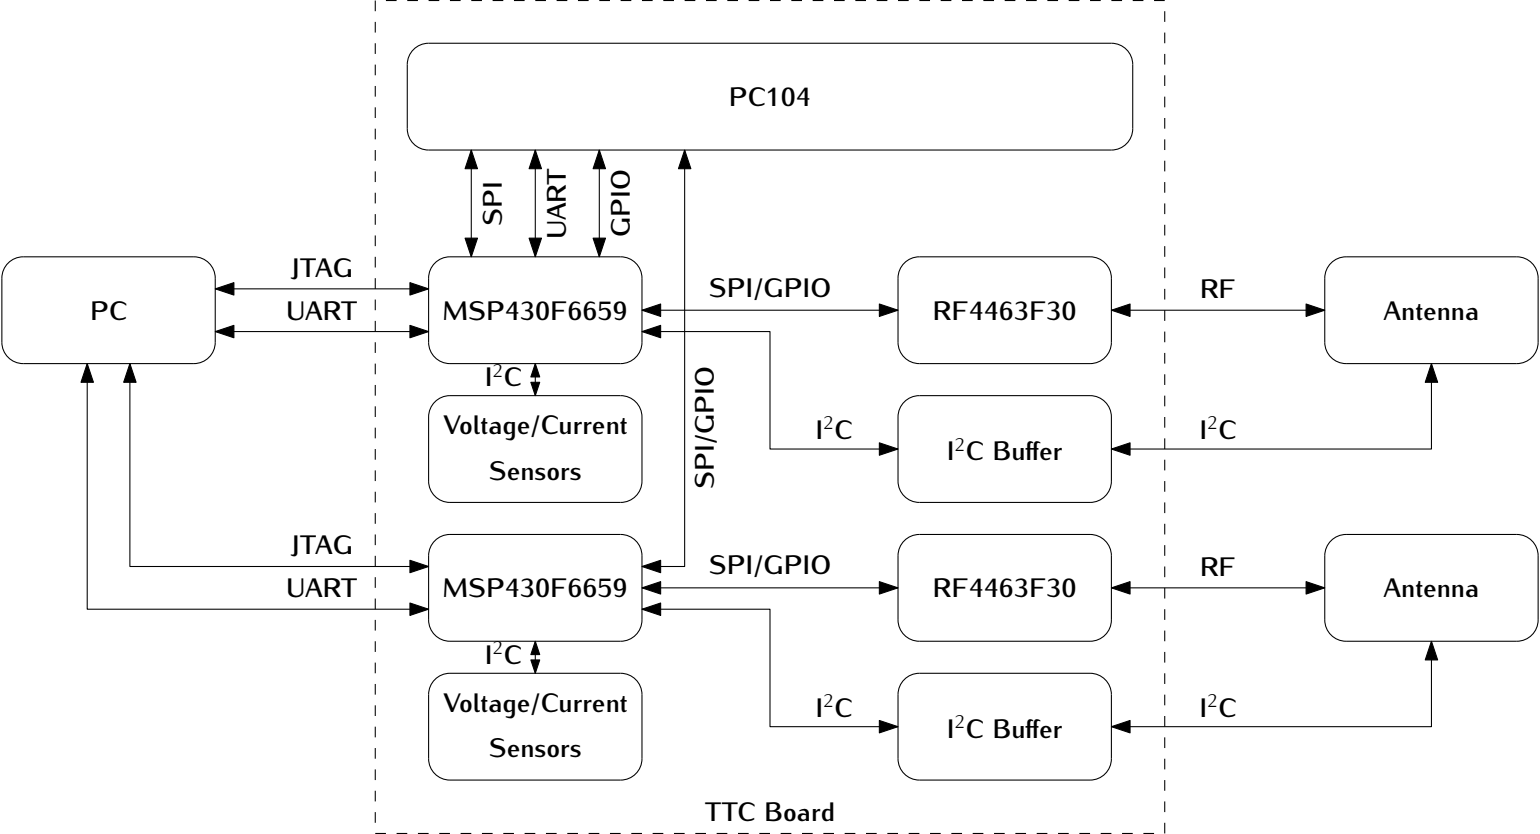 PC104
SPI
UART
GPIO
JTAG
UART
PC
MSP430F6659
SPI/GPIO
RF4463F30
RF
Antenna
I²C
Voltage/Current
Sensors
SPI/GPIO
I²C
I²C Buffer
I²C
JTAG
UART
MSP430F6659
SPI/GPIO
RF4463F30
RF
Antenna
I²C
Voltage/Current
Sensors
I²C
I²C Buffer
I²C
TTC Board